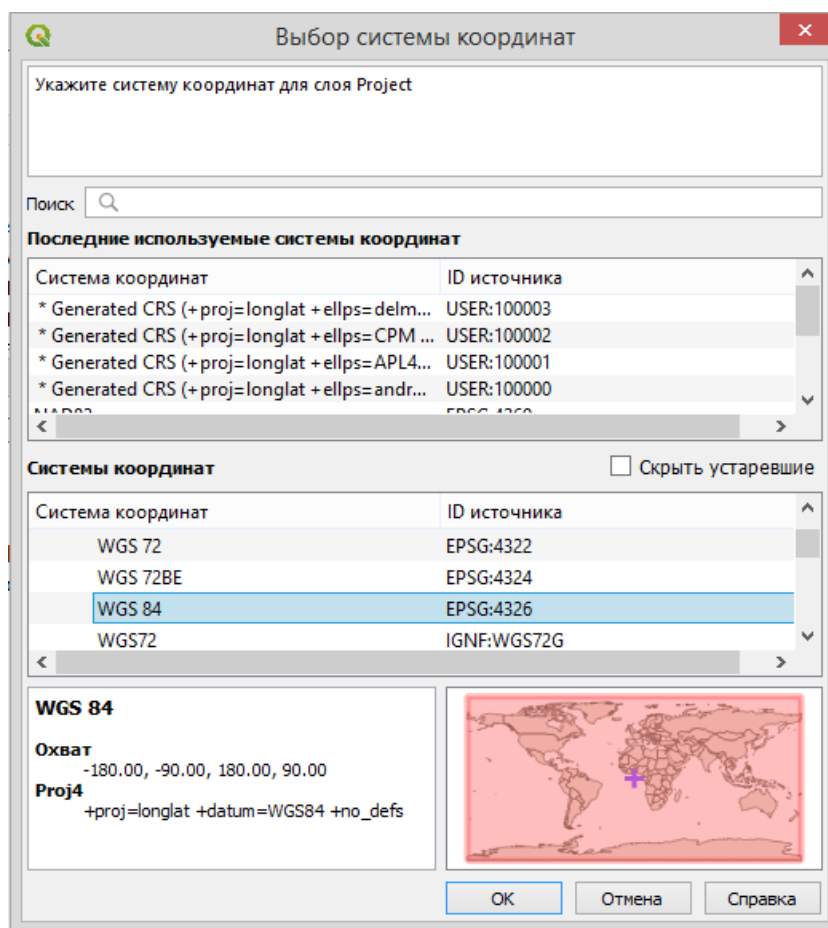 Выбор системы координат
Укажите систему координат для слоя Project
Поиск
Последние используемые системы координат
Система координат ID источника
* Generated CRS (+proj=longlat +ellps=delm... USER:100003
* Generated CRS (+proj=longlat +ellps=CPM ... USER:100002
* Generated CRS (+proj=longlat +ellps=APL4... USER:100001
* Generated CRS (+proj=longlat +ellps=andr... USER:100000
Системы координат Скрыть устаревшие
Система координат ID источника
WGS 72 EPSG:4322
WGS 72BE EPSG:4324
WGS 84 EPSG:4326
WGS72 IGNF:WGS72G
WGS 84
Охват
-180.00, -90.00, 180.00, 90.00
Proj4
+proj=longlat +datum=WGS84 +no_defs
OK Отмена Справка